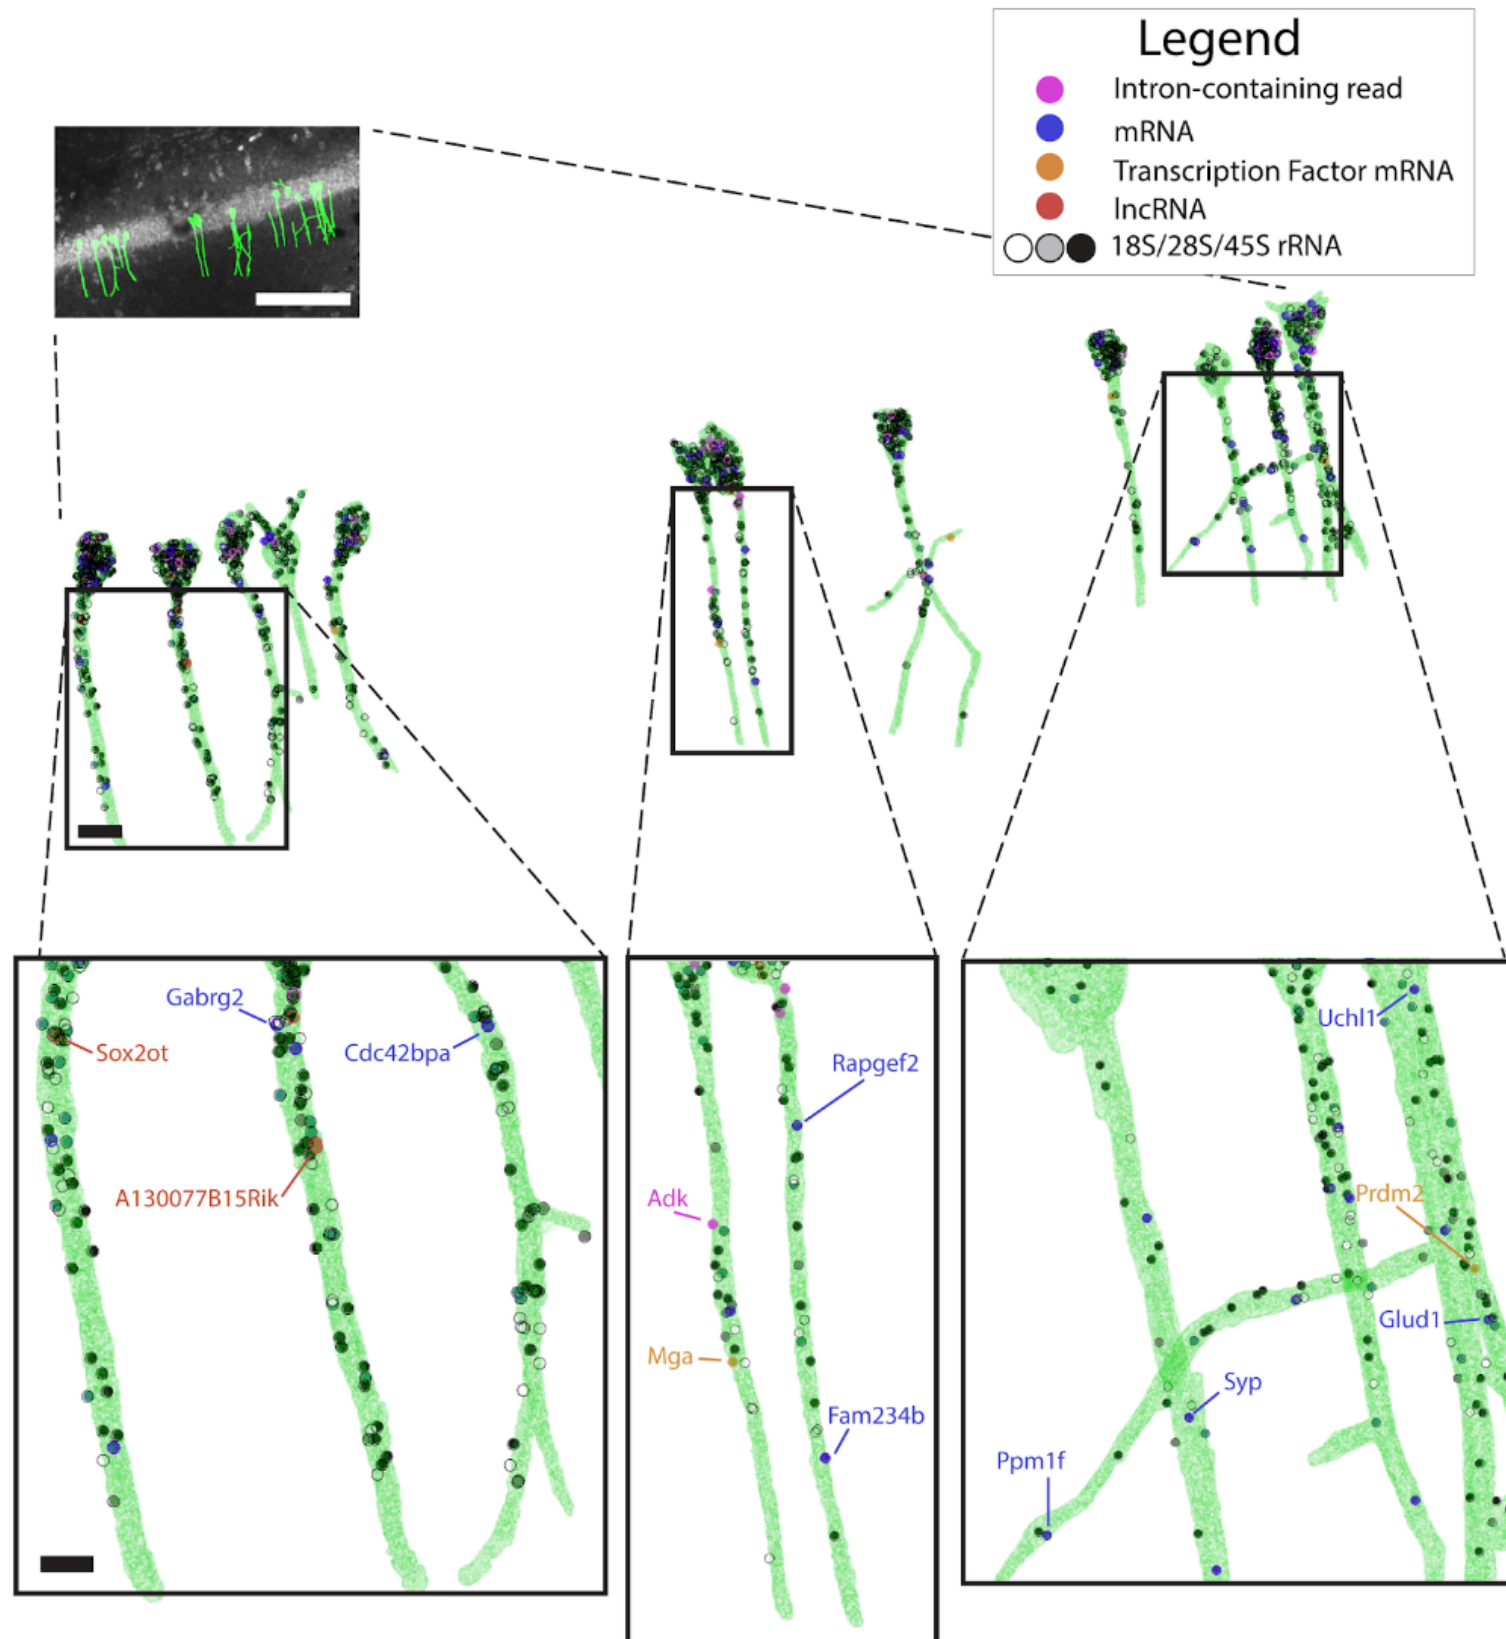 Legend
Intron-containing read
mRNA
Transcription Factor mRNA
lncRNA
18S/28S/45S rRNA
Gabrg2
Sox2ot
Cdc42bpa
A130077B15Rik
Rapgef2
Adk
Mga
Fam234b
Uchl1
Prdm2
Glud1
Syp
Ppm1f